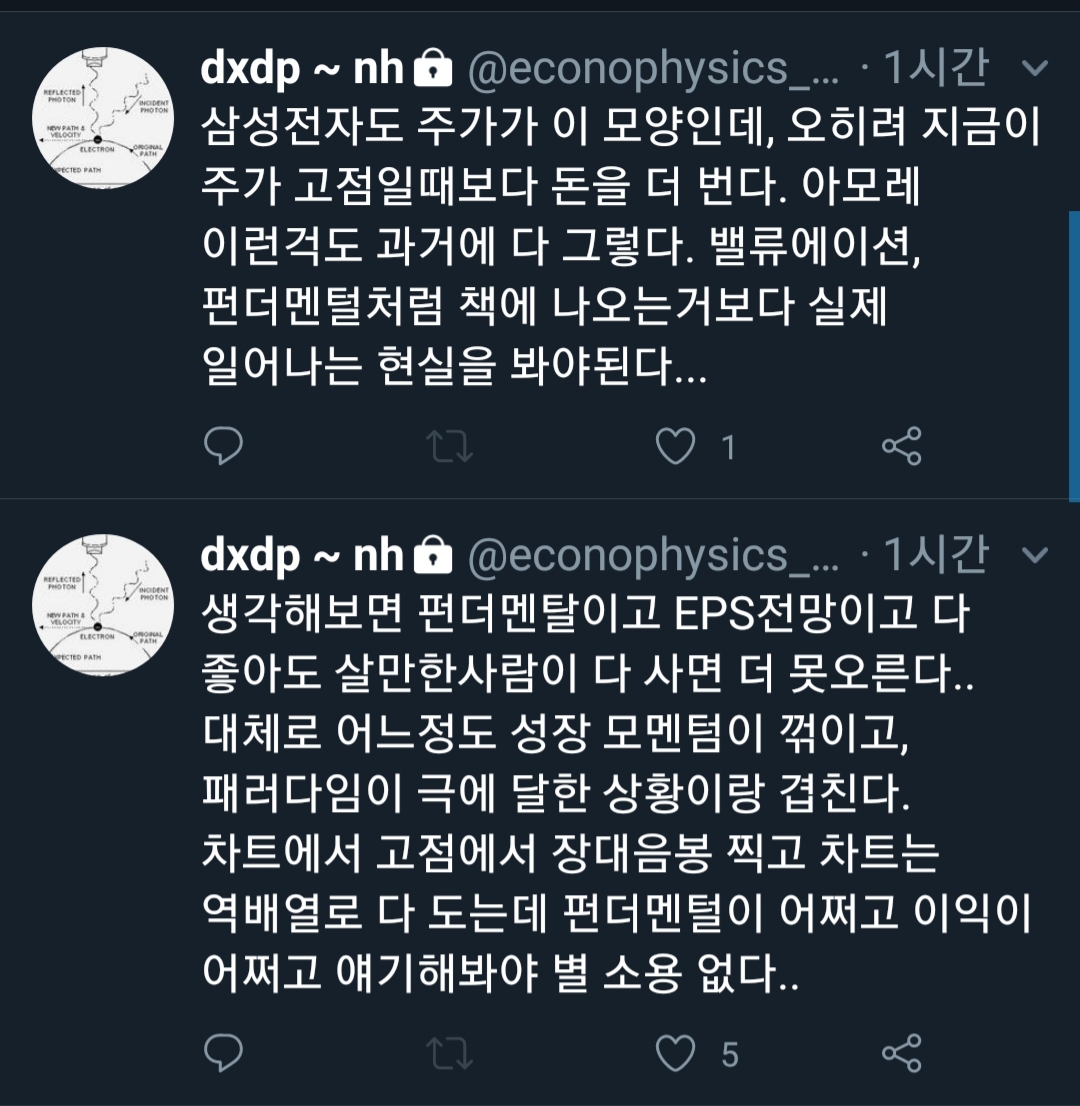 dxdp ~ nh @econophysics_... · 1시간
REFLECTED
PHOTON
INCIDENT
PHOTON
NEW PATH &
VELOCITY
ELECTRON
ORIGINAL
PATH
PECTED PATH
삼성전자도 주가가 이 모양인데, 오히려 지금이
주가 고점일때보다 돈을 더 번다. 아모레
이런걱도 과거에 다 그렇다. 밸류에이션,
펀더멘털처럼 책에 나오는거보다 실제
일어나는 현실을 봐야된다...
1
dxdp ~ nh @econophysics_... · 1시간
REFLECTED
PHOTON
INCIDENT
PHOTON
NEW PATH &
VELOCITY
ELECTRON
ORIGINAL
PATH
PECTED PATH
생각해보면 펀더멘탈이고 EPS전망이고 다
좋아도 살만한사람이 다 사면 더 못오른다..
대체로 어느정도 성장 모멘텀이 꺾이고,
패러다임이 극에 달한 상황이랑 겹친다.
차트에서 고점에서 장대음봉 찍고 차트는
역배열로 다 도는데 펀더멘털이 어쩌고 이익이
어쩌고 얘기해봐야 별 소용 없다..
5